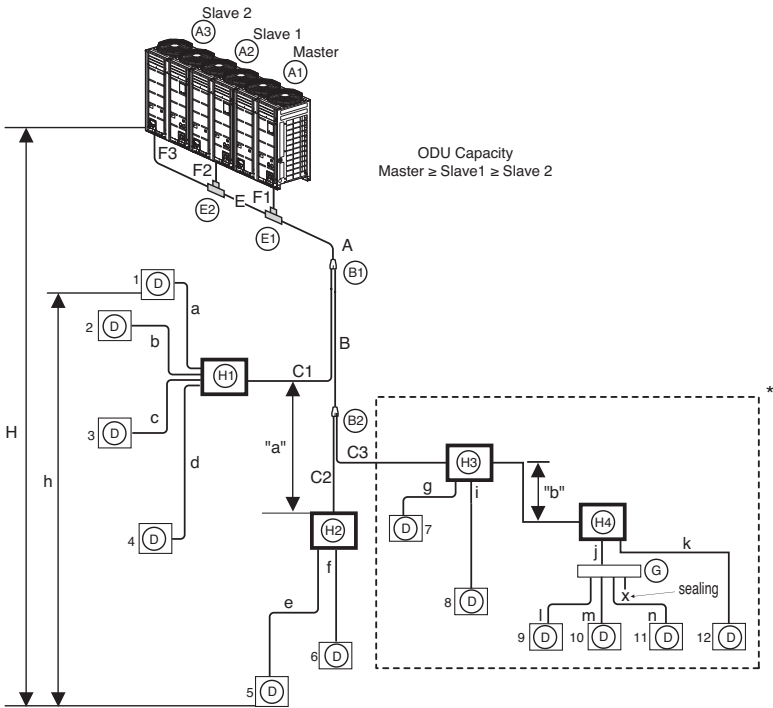 Slave 2
A3
Slave 1
A2
Master
A1
ODU Capacity
Master ≥ Slave1 ≥ Slave 2
F3
F2
E
F1
E2
E1
A
B1
1 D
a
2 D
b
H1
C1
B
3 D
c
d
4 D
H
h
"a"
B2
*
C3
C2
H2
H3
g
i
"b"
D 7
H4
j
k
G
8 D
x
sealing
l
m
n
9 D
10 D
11 D
12 D
e
f
6 D
5 D